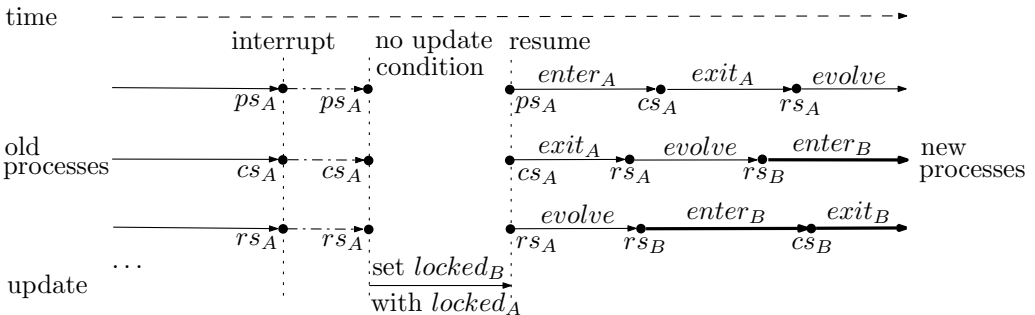 time
interrupt
no update
condition
resume
enter_A
exit_A
evolve
ps_A
ps_A
ps_A
cs_A
rs_A
old
processes
exit_A
evolve
enter_B
new
processes
cs_A
cs_A
cs_A
rs_A
rs_B
evolve
enter_B
exit_B
rs_A
rs_A
rs_A
rs_B
cs_B
...
update
set locked_B
with locked_A